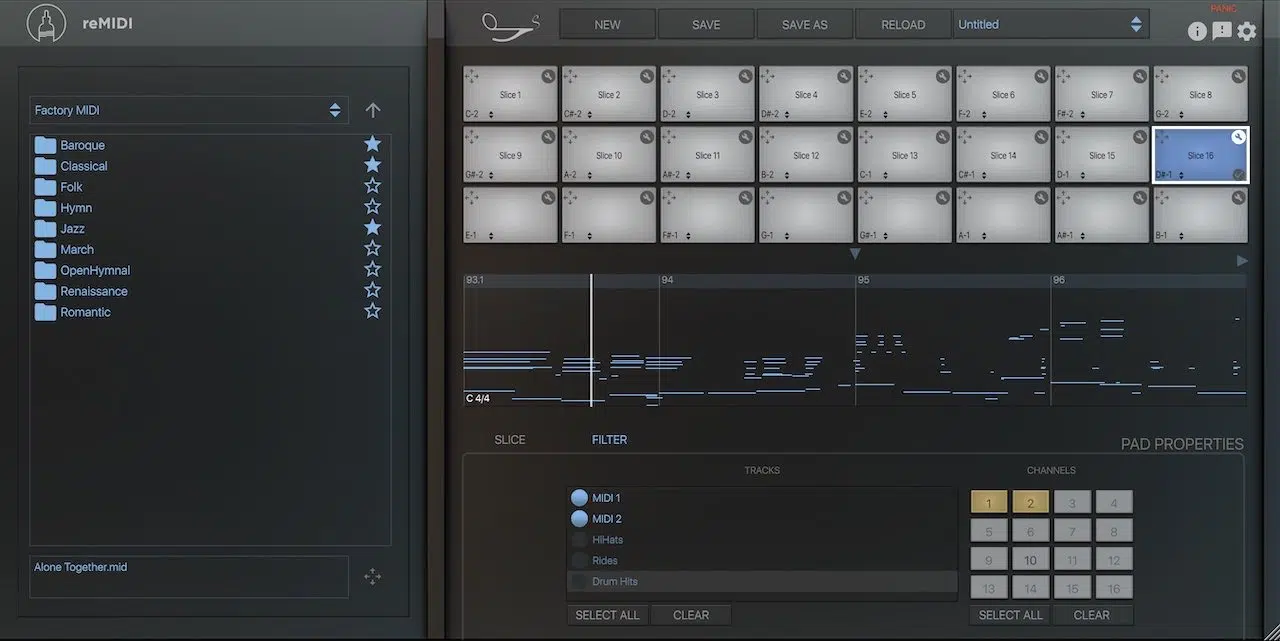 reMIDI
NEW SAVE SAVE AS RELOAD Untitled PANIC
Factory MIDI
Baroque
Classical
Folk
Hymn
Jazz
March
OpenHymnal
Renaissance
Romantic
Alone Together.mid
Slice 1 Slice 2 Slice 3 Slice 4 Slice 5 Slice 6 Slice 7 Slice 8
C-2 C#-2 D-2 D#-2 E-2 F-2 F#-2 G-2
Slice 9 Slice 10 Slice 11 Slice 12 Slice 13 Slice 14 Slice 15 Slice 16
G#-2 A-2 A#-2 B-2 C-1 C#-1 D-1 D#-1
E-1 F-1 F#-1 G-1 G#-1 A-1 A#-1 B-1
93.1 94 95 96
C 4/4
SLICE FILTER PAD PROPERTIES
TRACKS CHANNELS
MIDI 1
MIDI 2
HiHats
Rides
Drum Hits
SELECT ALL CLEAR
1 2 3 4
5 6 7 8
9 10 11 12
13 14 15 16
SELECT ALL CLEAR